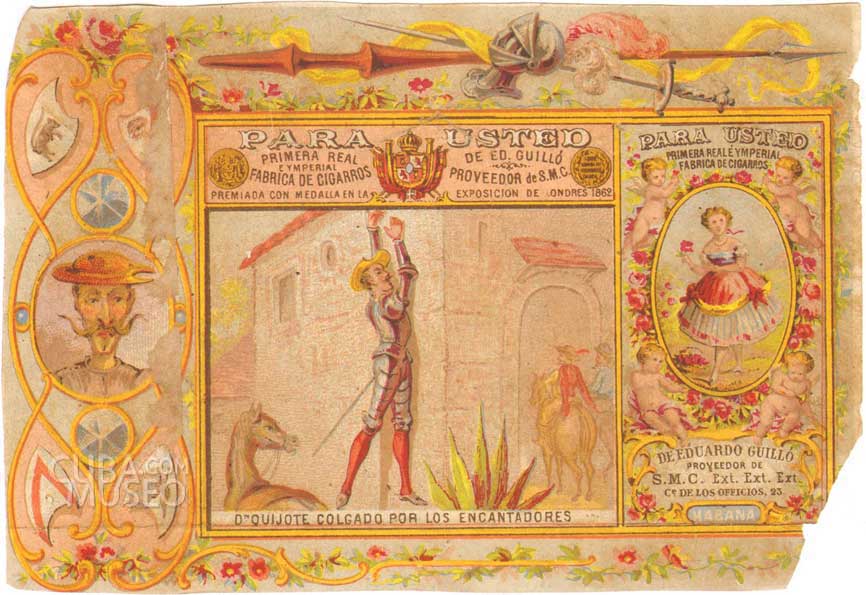 PARA USTED
PRIMERA REAL
É YMPERIAL
FABRICA DE CIGARROS
DE ED. GUILLÓ
PROVEEDOR de S.M.C.
PREMIADA CON MEDALLA EN LA EXPOSICION DE LONDRES 1862
Dn QUIJOTE COLGADO POR LOS ENCANTADORES
PARA USTED
PRIMERA REAL É YMPERIAL
FABRICA DE CIGARROS
DE EDUARDO GUILLÓ
PROVEEDOR DE
S.M.C. Ext. Ext. Ext
Ce DE LOS OFFICIOS, 23.
HABANA
CUBA.COM
MUSEO